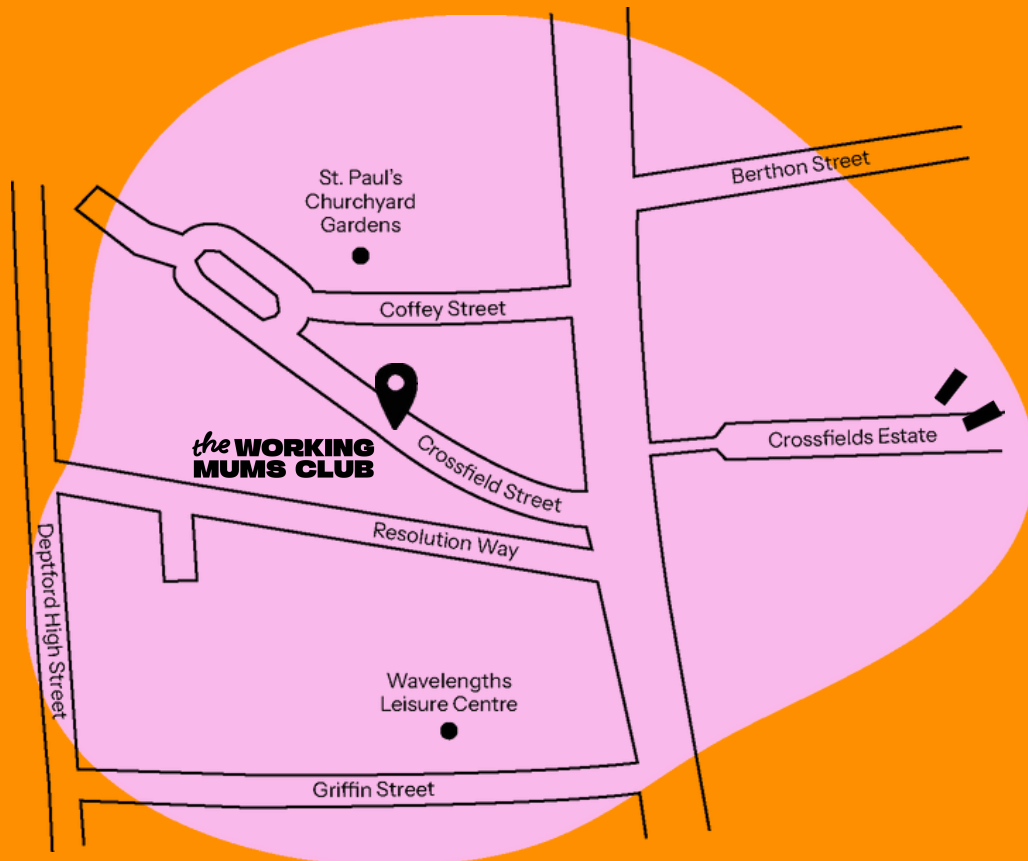 Berthon Street
St. Paul's
Churchyard
Gardens
Coffey Street
the WORKING
MUMS CLUB
Crossfield Street
Crossfields Estate
Resolution Way
Deptford High Street
Wavelengths
Leisure Centre
Griffin Street